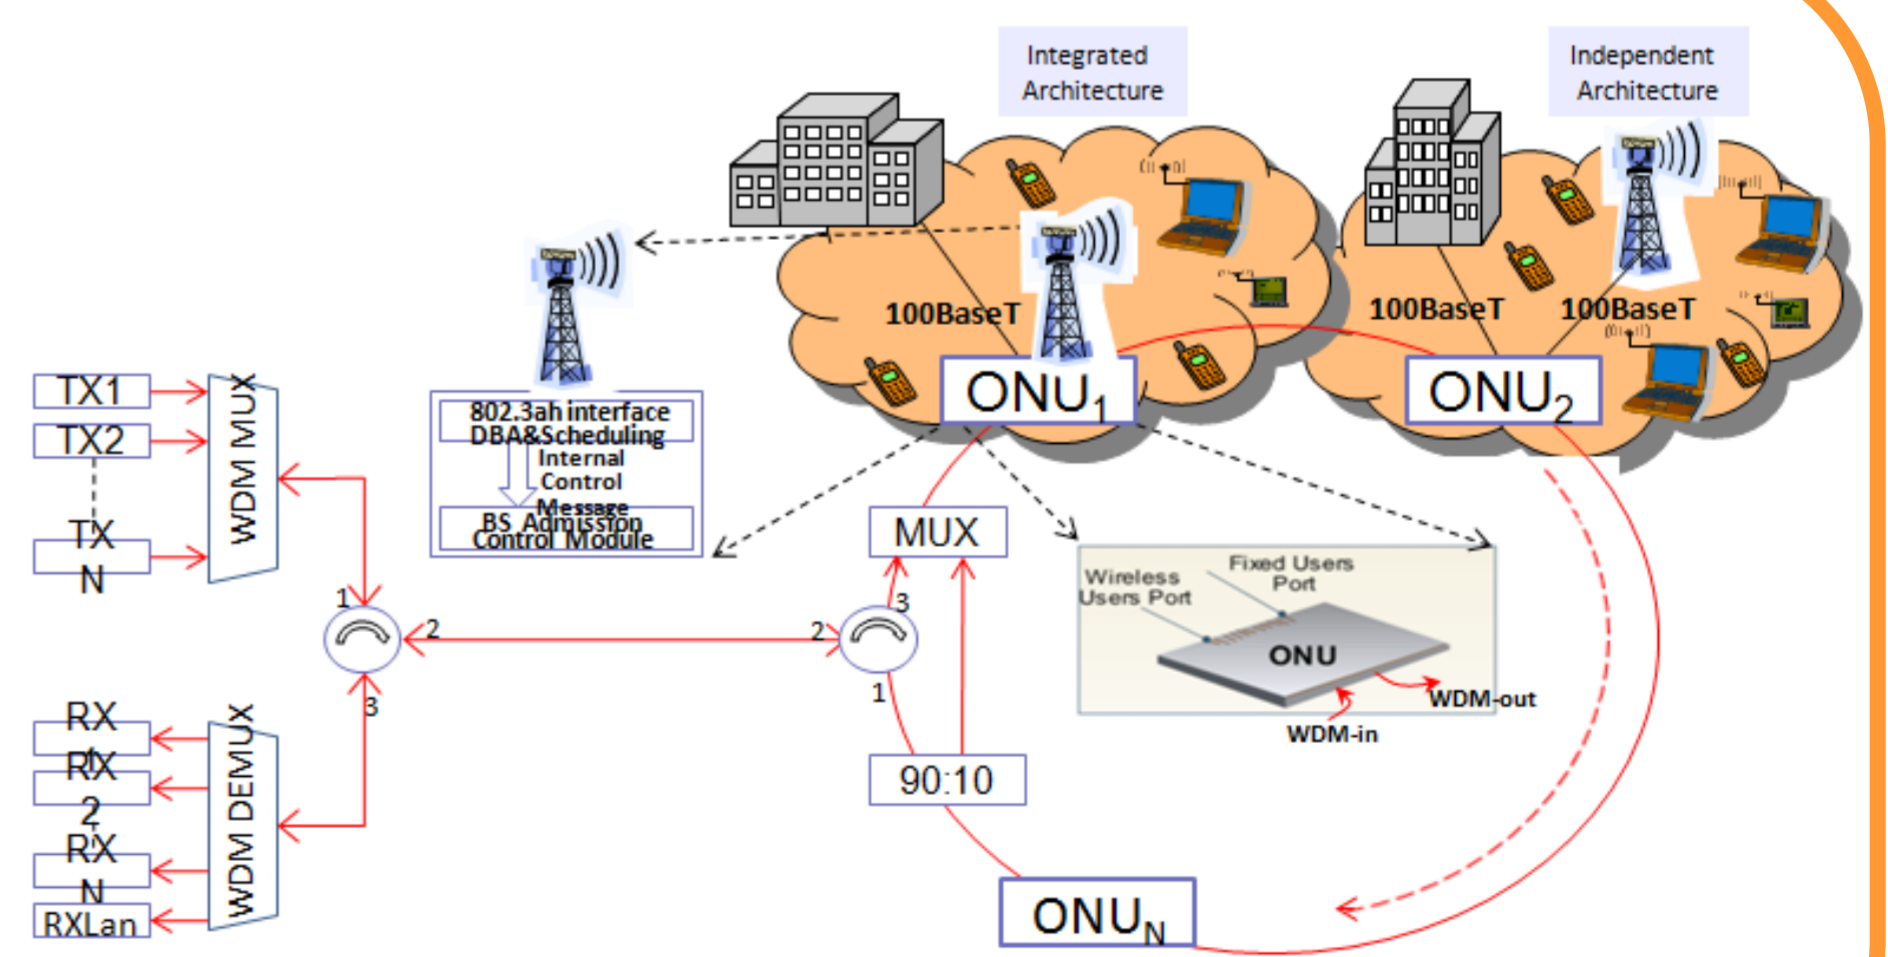 Integrated
Architecture
Independent
Architecture
100BaseT
100BaseT
100BaseT
ONU1
ONU2
TX1
TX2
TX
N
WDM MUX
802.3ah interface
DBA&Scheduling
Internal
Control
Message
BS Admission
Control Module
MUX
1
2
3
2
3
1
Fixed Users
Port
Wireless
Users Port
ONU
WDM-out
WDM-in
RX
1
RX
2
RX
N
RXLan
WDM DEMUX
90:10
ONUN